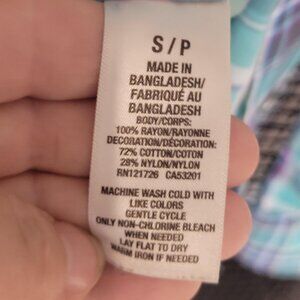 S / P
MADE IN
BANGLADESH/
FABRIQUÉ AU
BANGLADESH
BODY/CORPS:
100% RAYON/RAYONNE
DECORATION/DÉCORATION:
72% COTTON/COTON
28% NYLON/NYLON
RN121726 CA53201
MACHINE WASH COLD WITH
LIKE COLORS
GENTLE CYCLE
ONLY NON-CHLORINE BLEACH
WHEN NEEDED
LAY FLAT TO DRY
WARM IRON IF NEEDED